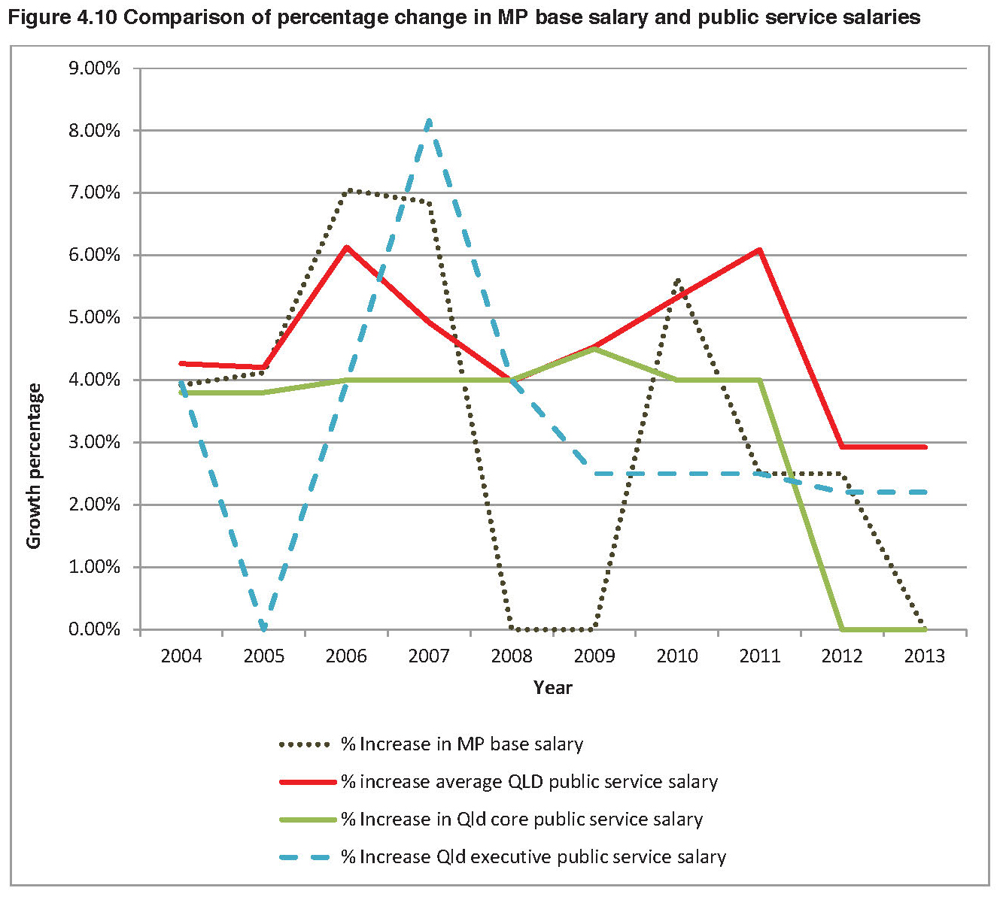 Figure 4.10 Comparison of percentage change in MP base salary and public service salaries
9.00%
8.00%
7.00%
6.00%
5.00%
4.00%
3.00%
2.00%
1.00%
0.00%
Growth percentage
2004 2005 2006 2007 2008 2009 2010 2011 2012 2013
Year
% Increase in MP base salary
% increase average QLD public service salary
% Increase in Qld core public service salary
% Increase Qld executive public service salary